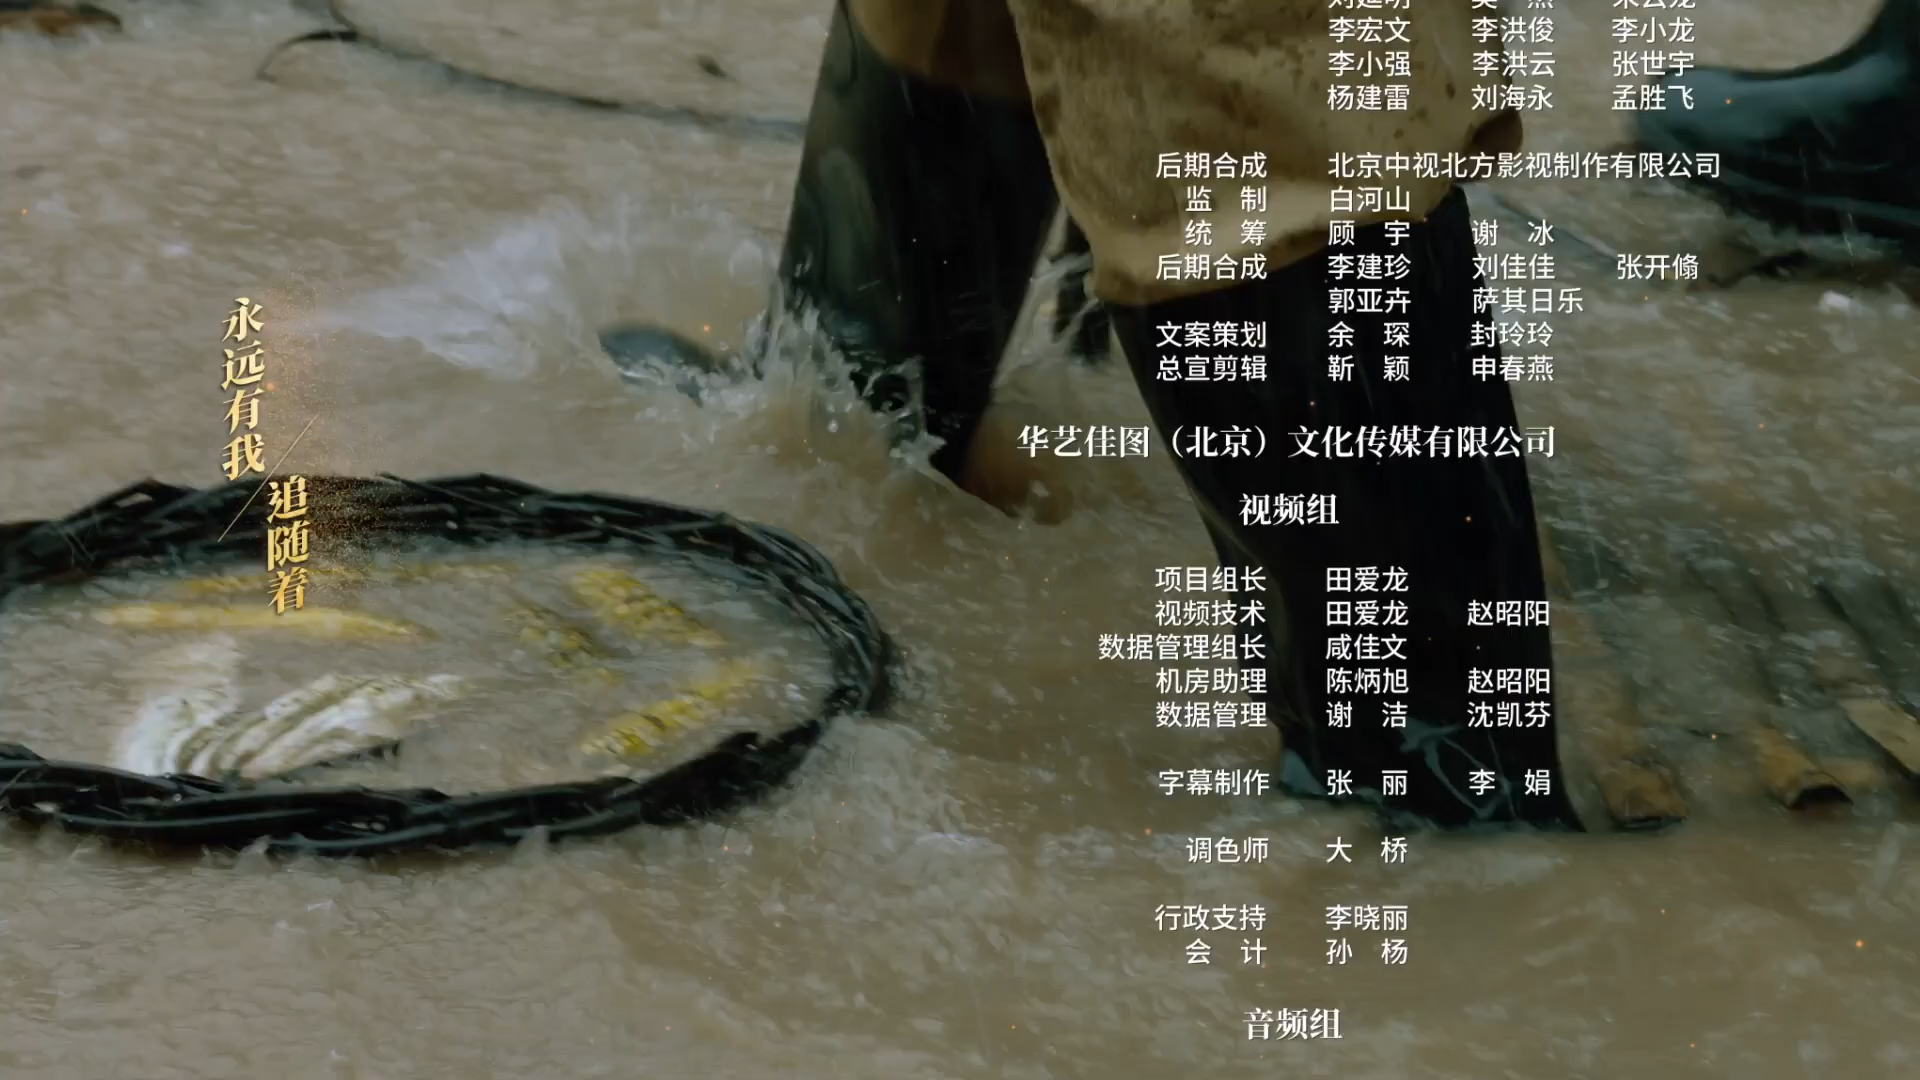 李宏文 李洪俊 李小龙
李小强 李洪云 张世宇
杨建雷 刘海永 孟胜飞
后期合成 北京中视北方影视制作有限公司
监 制 白河山
统 筹 顾 宇 谢 冰
后期合成 李建珍 刘佳佳 张开翛
郭亚卉 萨其日乐
文案策划 余 琛 封玲玲
总宣剪辑 靳 颖 申春燕
华艺佳图（北京）文化传媒有限公司
视频组
项目组长 田爱龙
视频技术 田爱龙 赵昭阳
数据管理组长 咸佳文
机房助理 陈炳旭 赵昭阳
数据管理 谢 洁 沈凯芬
字幕制作 张 丽 李 娟
调色师 大 桥
行政支持 李晓丽
会 计 孙 杨
音频组
永远有我
追随着